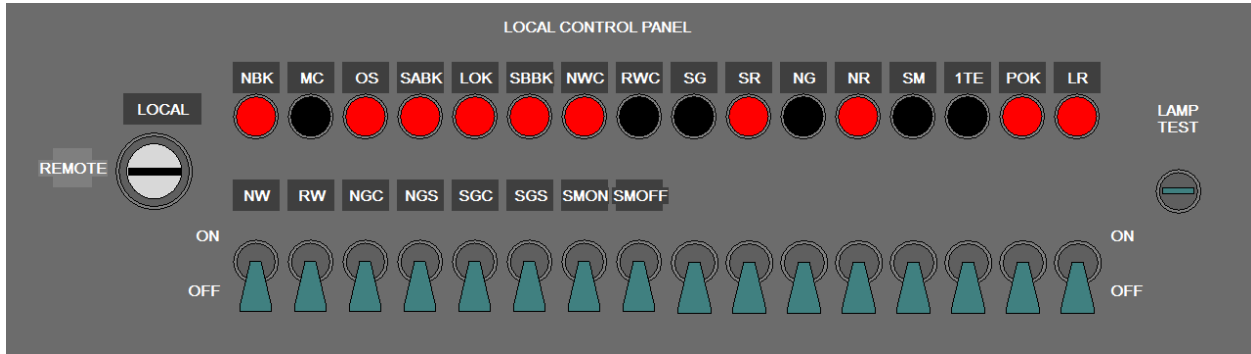 LOCAL CONTROL PANEL
NBK MC OS SABK LOK SBBK NWC RWC SG SR NG NR SM 1TE POK LR
LOCAL
LAMP
TEST
REMOTE
NW RW NGC NGS SGC SGS SMON SMOFF
ON ON
OFF OFF